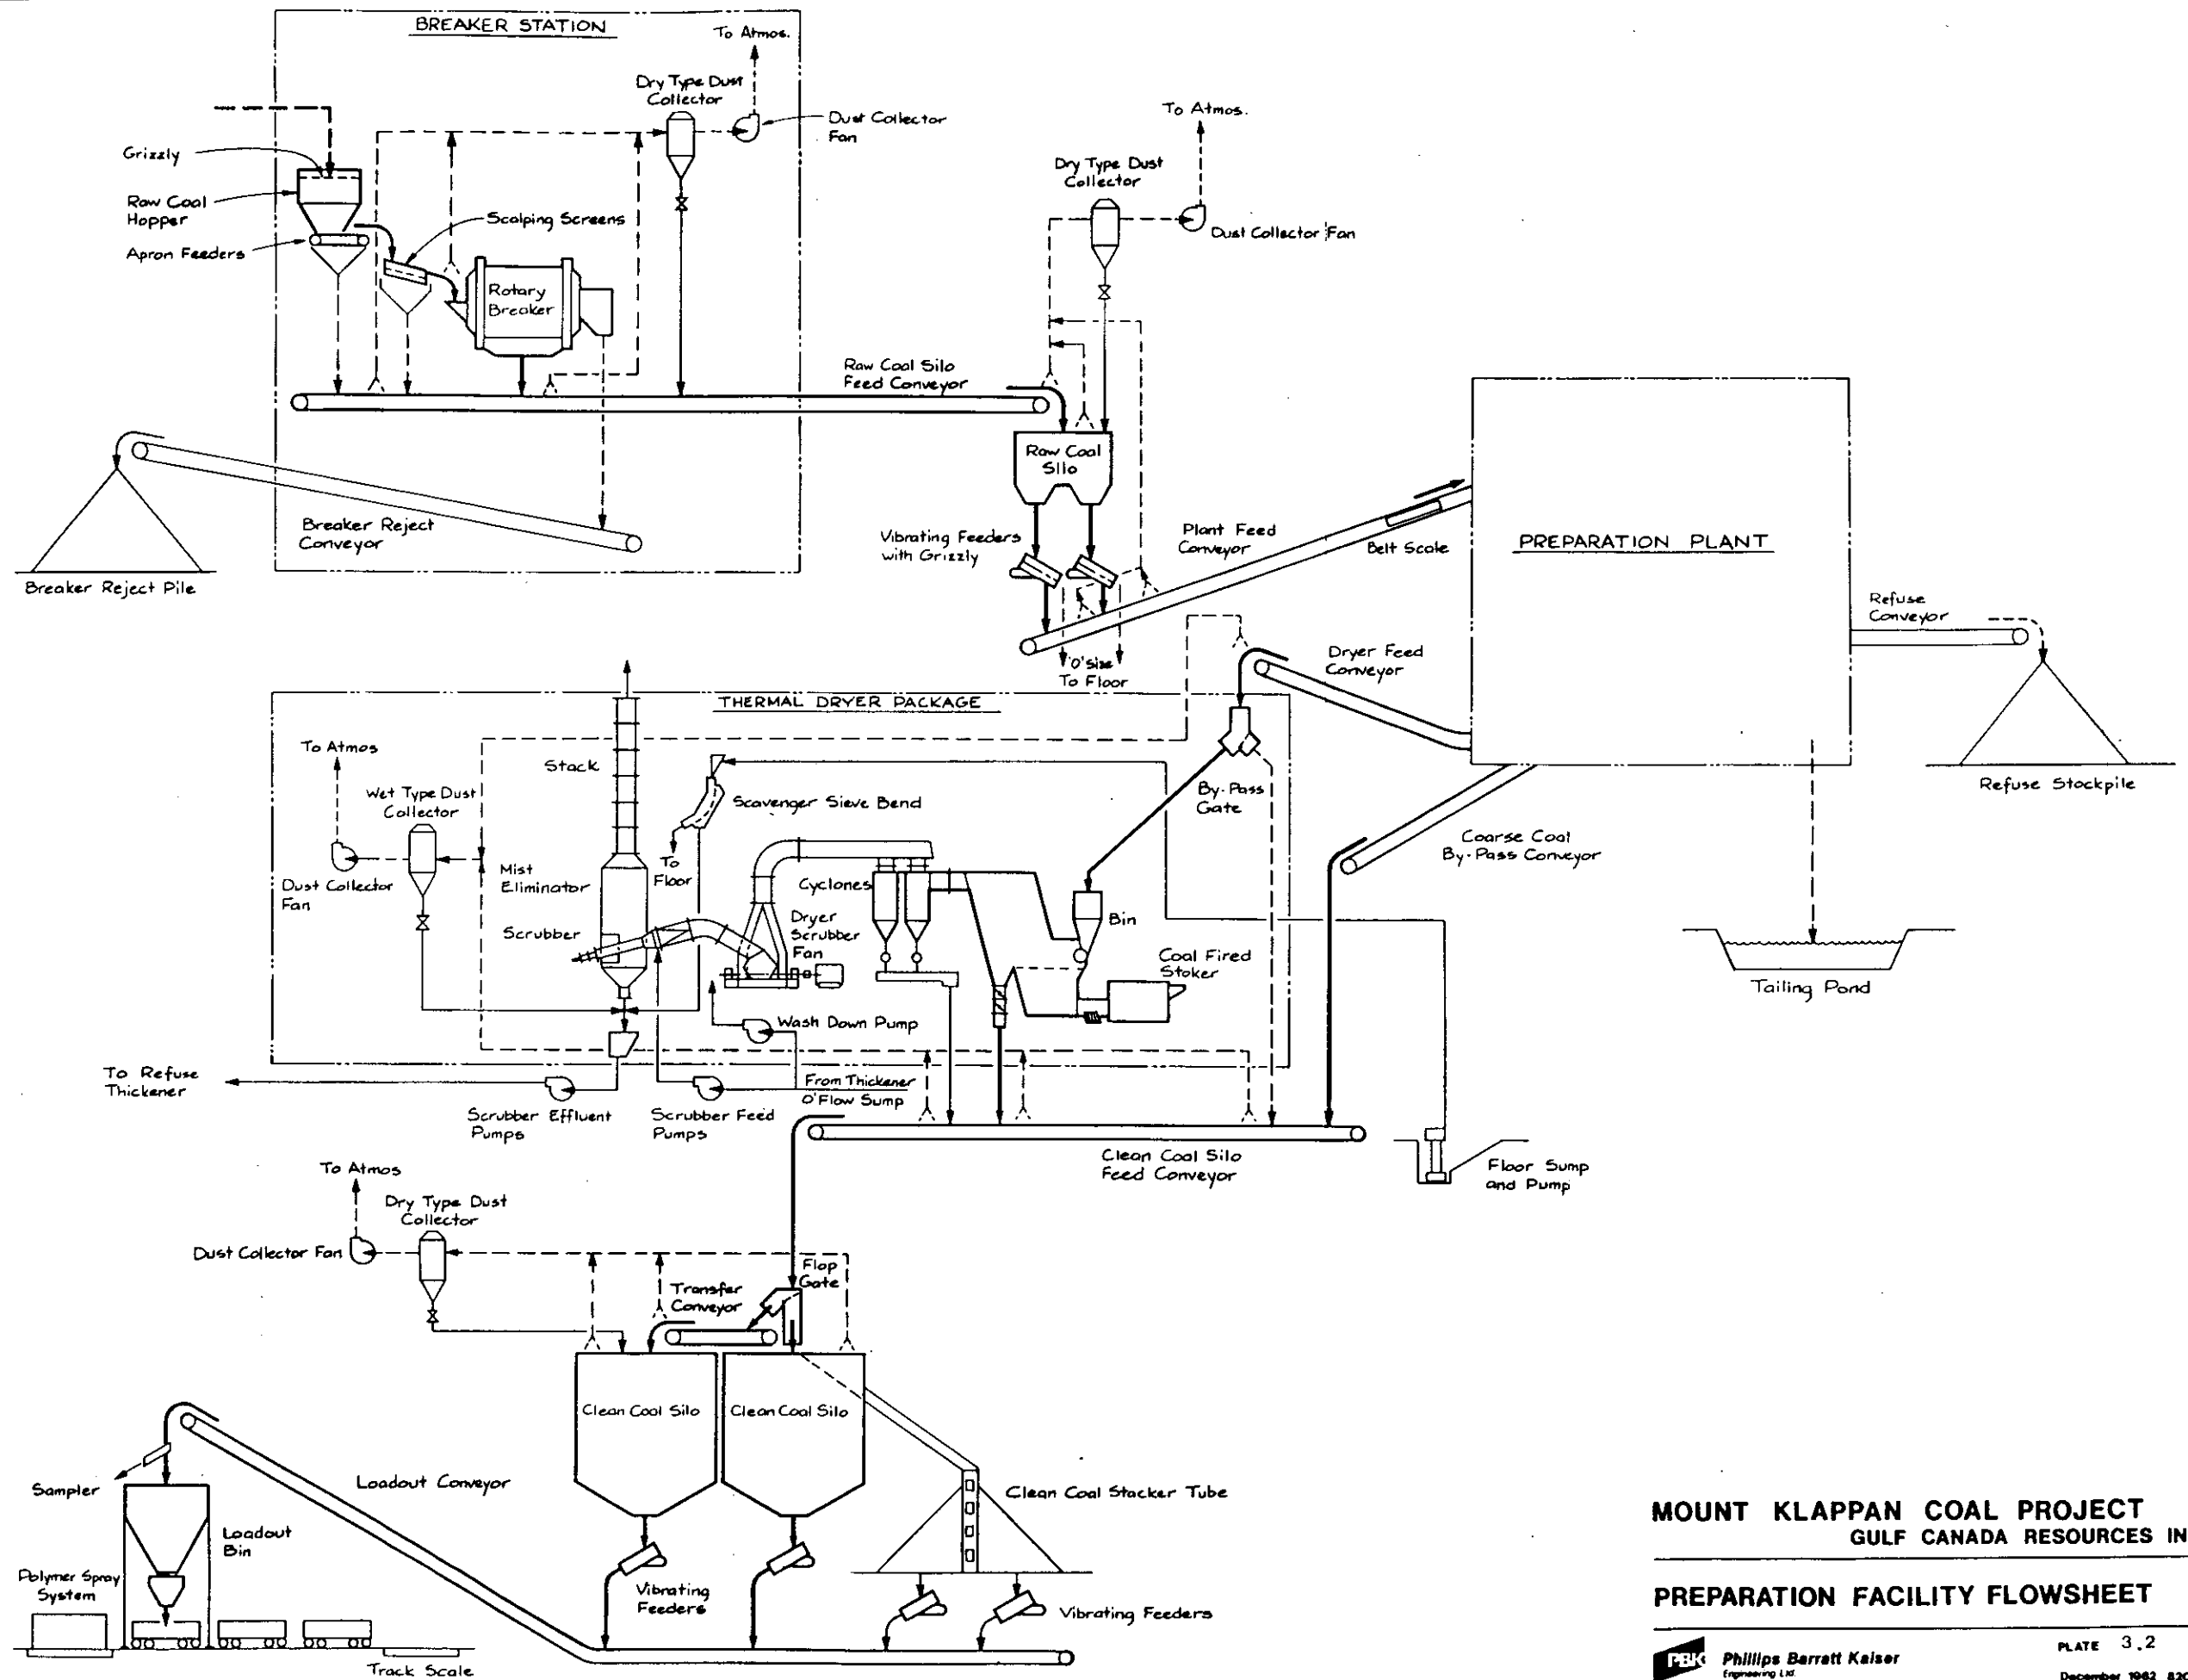 BREAKER STATION
To Atmos.
Dry Type Dust
Collector
Dust Collector
Fan
Grizzly
Raw Coal
Hopper
Apron Feeders
Scalping Screens
Rotary
Breaker
To Atmos.
Dry Type Dust
Collector
Dust Collector Fan
Raw Coal Silo
Feed Conveyor
Raw Coal
Silo
Breaker Reject
Conveyor
Breaker Reject Pile
Vibrating Feeders
with Grizzly
Plant Feed
Conveyor
Belt Scale
PREPARATION PLANT
Refuse
Conveyor
Refuse Stockpile
'O' Size
To Floor
Dryer Feed
Conveyor
THERMAL DRYER PACKAGE
To Atmos
Wet Type Dust
Collector
Dust Collector
Fan
Stack
Mist
Eliminator
Scrubber
Scavenger Sieve Bend
To
Floor
Cyclones
Dryer
Scrubber
Fan
By-Pass
Gate
Bin
Coal Fired
Stoker
Coarse Coal
By-Pass Conveyor
Tailing Pond
Wash Down Pump
To Refuse
Thickener
Scrubber Effluent
Pumps
Scrubber Feed
Pumps
From Thickener
O'Flow Sump
Clean Coal Silo
Feed Conveyor
Floor Sump
and Pump
To Atmos
Dry Type Dust
Collector
Dust Collector Fan
Transfer
Conveyor
Flop
Gate
Clean Coal Silo
Clean Coal Silo
Clean Coal Stacker Tube
Loadout Conveyor
Sampler
Loadout
Bin
Polymer Spray
System
Vibrating
Feeders
Vibrating Feeders
Track Scale
MOUNT KLAPPAN COAL PROJECT
GULF CANADA RESOURCES IN
PREPARATION FACILITY FLOWSHEET
PBK
Phillips Barratt Kaiser
Engineering Ltd.
PLATE 3.2
December 1982 820